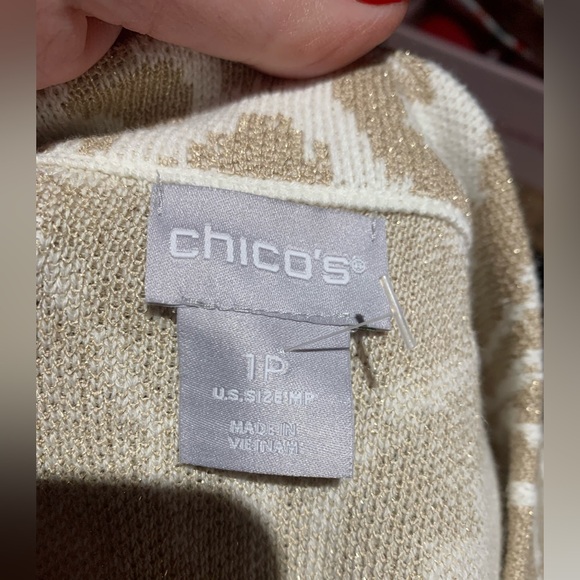 chico's®
1P
U.S.SIZE:MP
MADE IN
VIETNAM